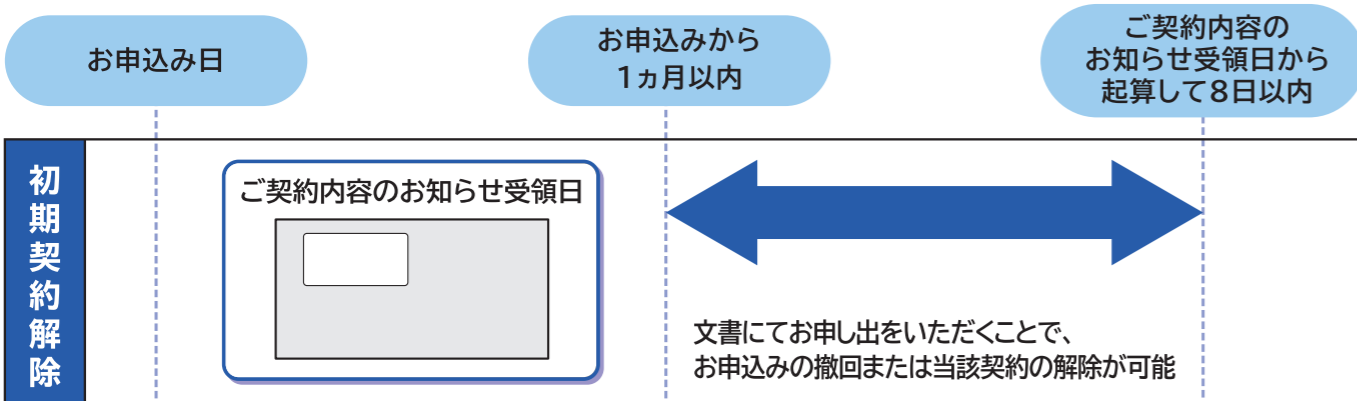 お申込み日
お申込みから
1ヵ月以内
ご契約内容の
お知らせ受領日から
起算して8日以内
初期契約解除
ご契約内容のお知らせ受領日
文書にてお申し出をいただくことで、
お申込みの撤回または当該契約の解除が可能